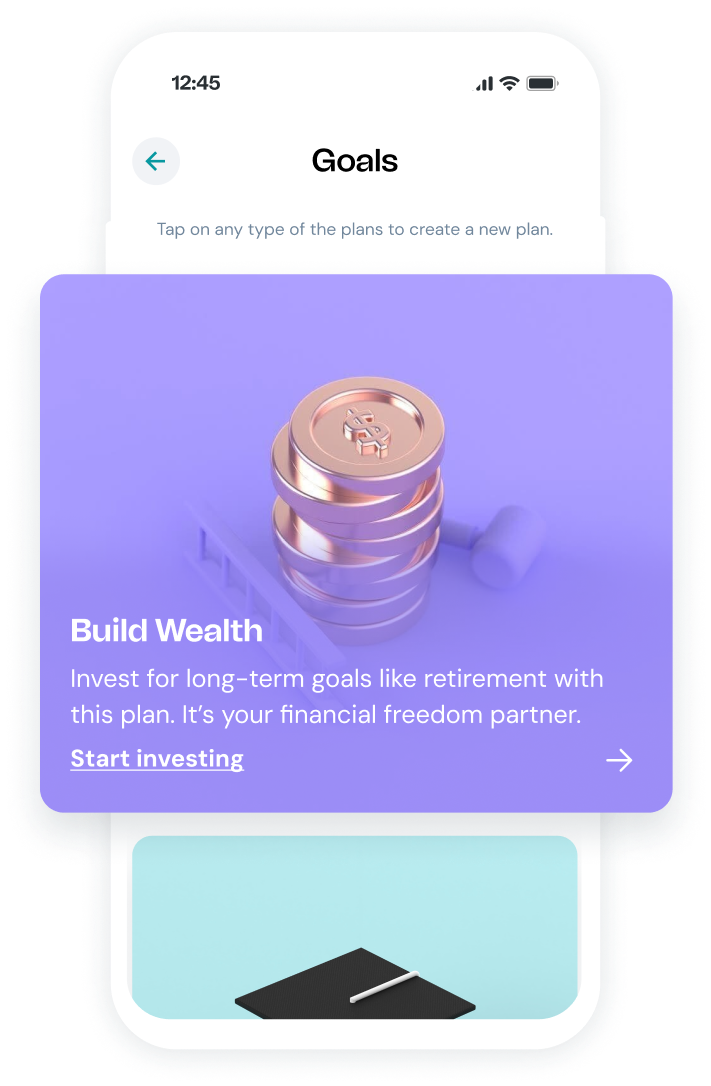 12:45
Goals
Tap on any type of the plans to create a new plan.
$
Build Wealth
Invest for long-term goals like retirement with
this plan. It’s your financial freedom partner.
Start investing